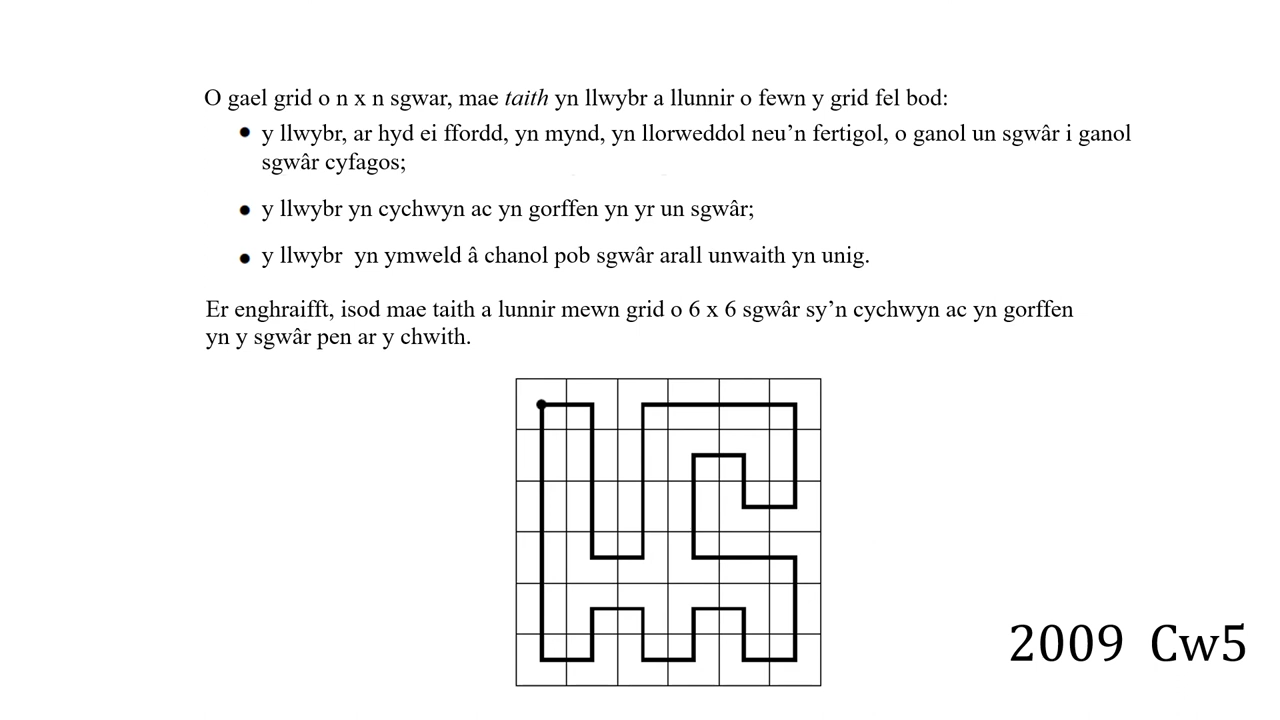 O gael grid o n x n sgwar, mae taith yn llwybr a llunnir o fewn y grid fel bod:
• y llwybr, ar hyd ei ffordd, yn mynd, yn llorweddol neu’n fertigol, o ganol un sgwâr i ganol
sgwâr cyfagos;
• y llwybr yn cychwyn ac yn gorffen yn yr un sgwâr;
• y llwybr yn ymweld â chanol pob sgwâr arall unwaith yn unig.
Er enghraifft, isod mae taith a lunnir mewn grid o 6 x 6 sgwâr sy’n cychwyn ac yn gorffen
yn y sgwâr pen ar y chwith.
2009 Cw5